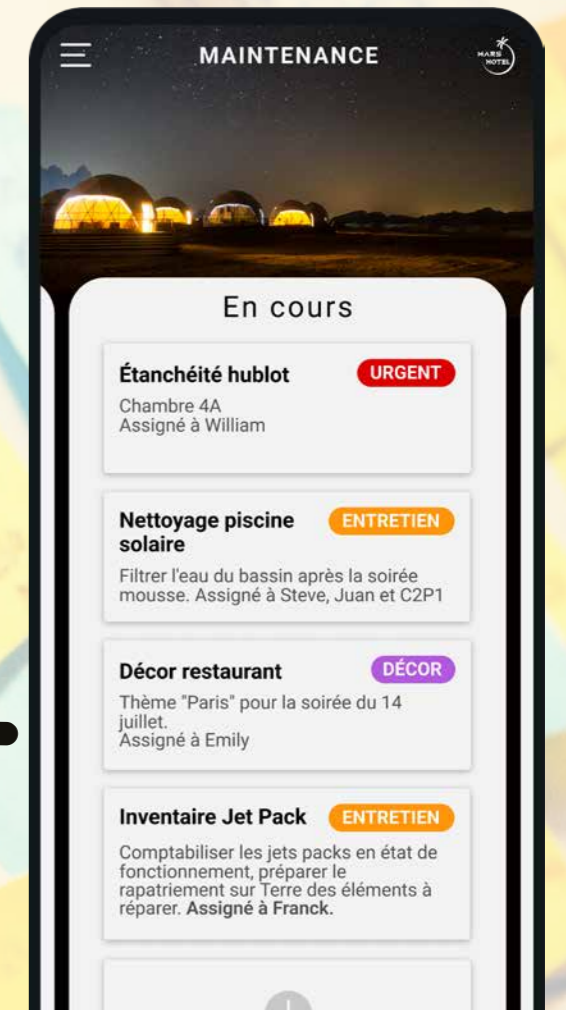 MAINTENANCE
MARS
HOTEL
En cours
Étanchéité hublot
URGENT
Chambre 4A
Assigné à William
Nettoyage piscine
solaire
ENTRETIEN
Filtrer l'eau du bassin après la soirée
mousse. Assigné à Steve, Juan et C2P1
Décor restaurant
DÉCOR
Thème "Paris" pour la soirée du 14
juillet.
Assigné à Emily
Inventaire Jet Pack
ENTRETIEN
Comptabiliser les jets packs en état de
fonctionnement, préparer le
rapatriement sur Terre des éléments à
réparer. Assigné à Franck.